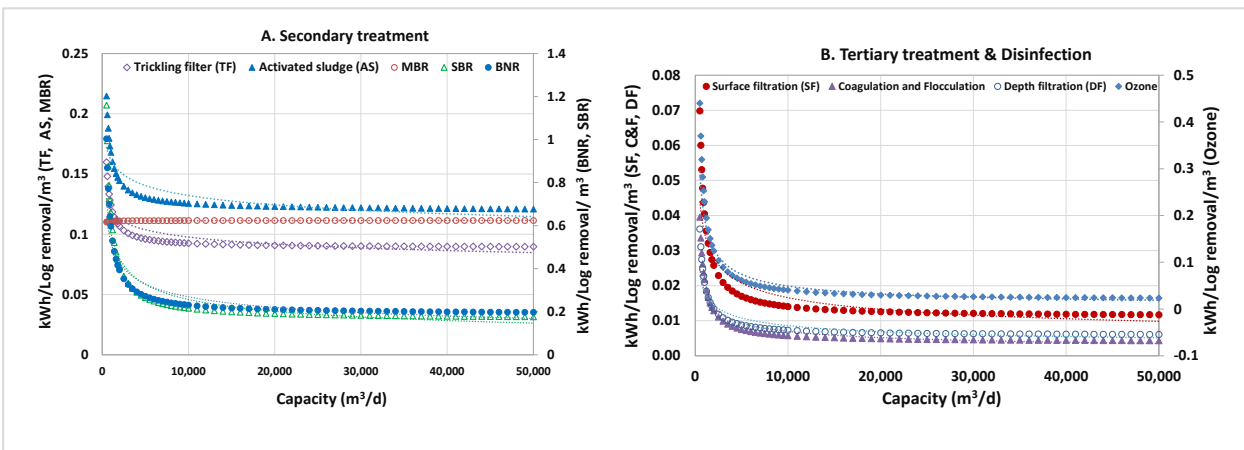 A. Secondary treatment
Trickling filter (TF) Activated sludge (AS) MBR SBR BNR
kWh/Log removal/m³ (TF, AS, MBR)
0.25
0.2
0.15
0.1
0.05
0
kWh/Log removal/ m³ (BNR, SBR)
1.4
1.2
1
0.8
0.6
0.4
0.2
0
0 10,000 20,000 30,000 40,000 50,000
Capacity (m³/d)
B. Tertiary treatment & Disinfection
Surface filtration (SF) Coagulation and Flocculation Depth filtration (DF) Ozone
kWh/Log removal/m³ (SF, C&F, DF)
0.08
0.07
0.06
0.05
0.04
0.03
0.02
0.01
0.00
kWh/Log removal/m³ (Ozone)
0.5
0.4
0.3
0.2
0.1
0
-0.1
0 10,000 20,000 30,000 40,000 50,000
Capacity (m³/d)